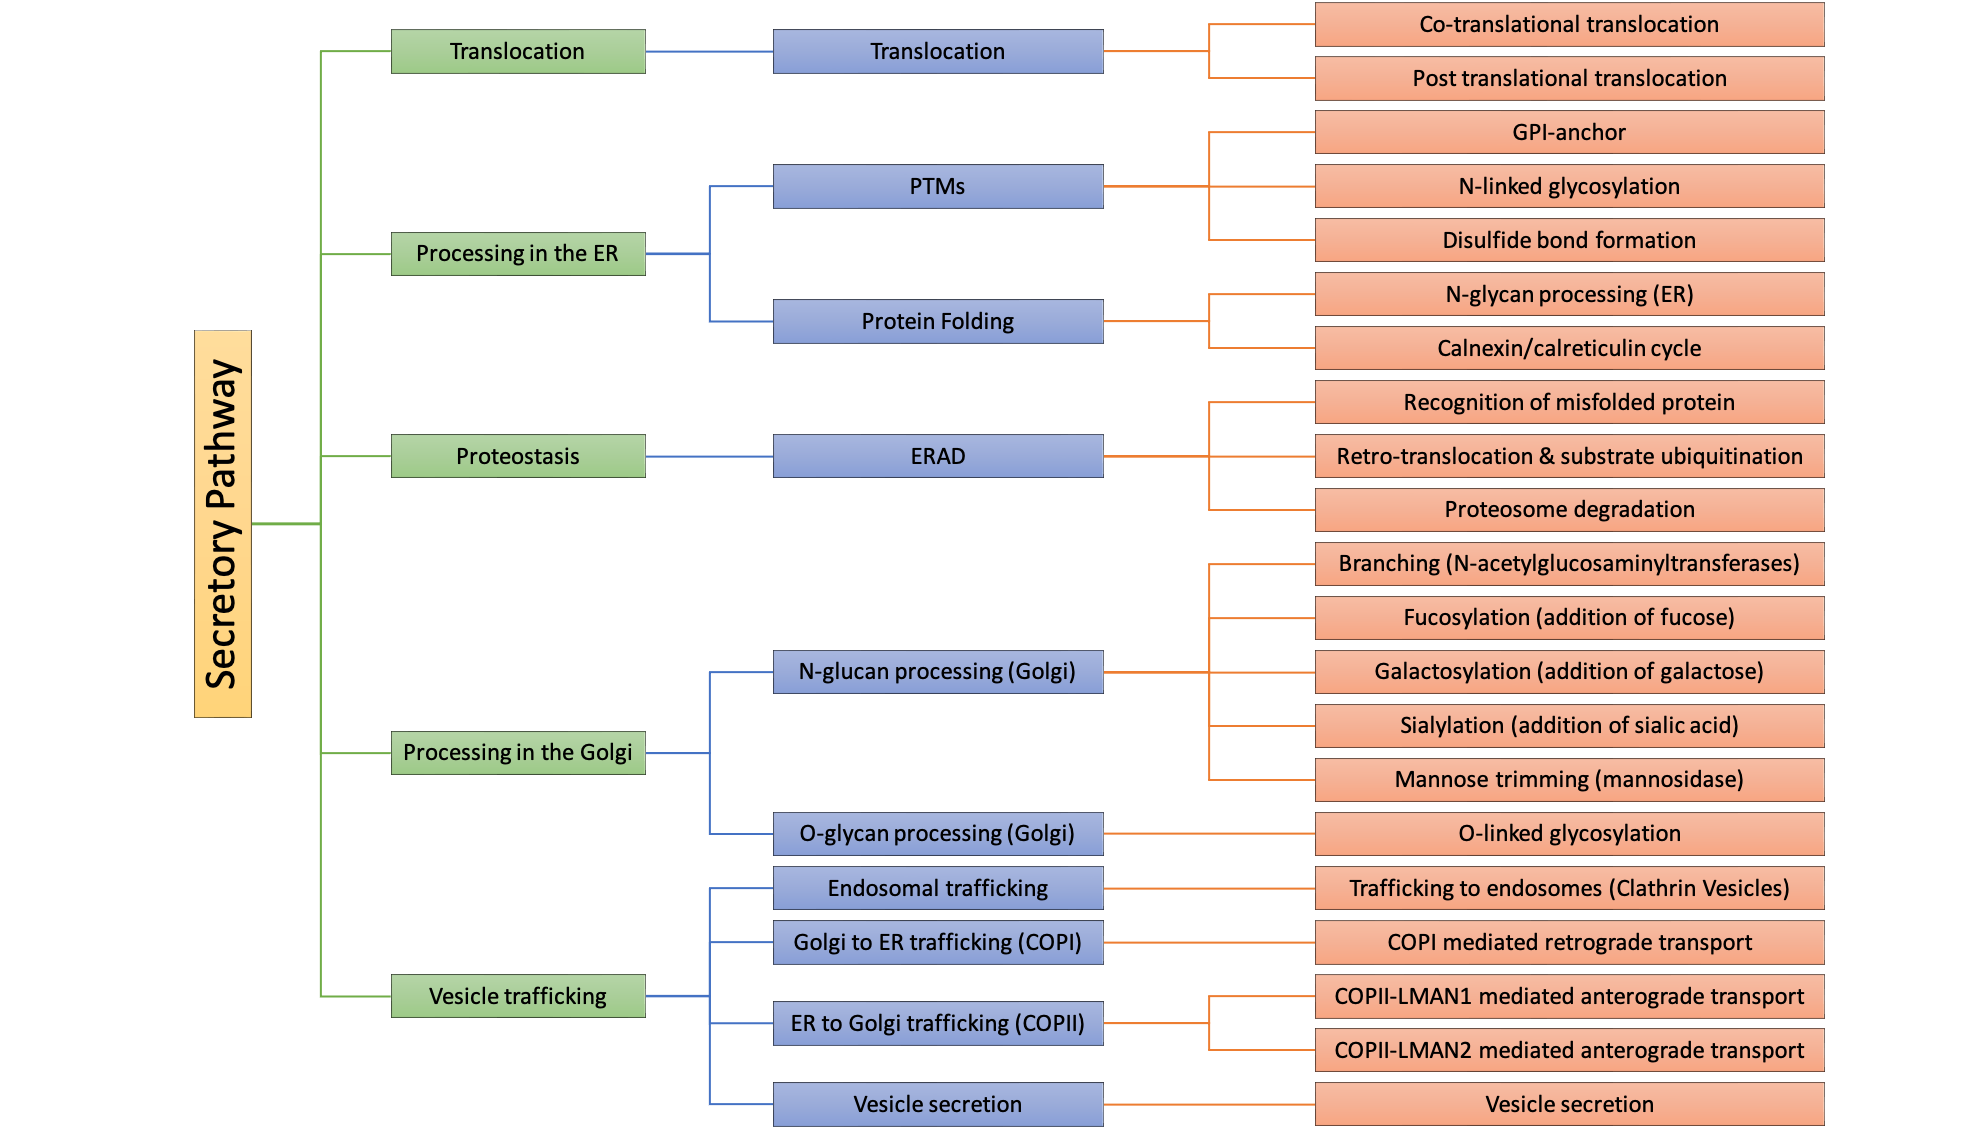 Secretory Pathway
Translocation
Translocation
Co-translational translocation
Post translational translocation
Processing in the ER
PTMs
GPI-anchor
N-linked glycosylation
Disulfide bond formation
Protein Folding
N-glycan processing (ER)
Calnexin/calreticulin cycle
Proteostasis
ERAD
Recognition of misfolded protein
Retro-translocation & substrate ubiquitination
Proteosome degradation
Processing in the Golgi
N-glucan processing (Golgi)
Branching (N-acetylglucosaminyltransferases)
Fucosylation (addition of fucose)
Galactosylation (addition of galactose)
Sialylation (addition of sialic acid)
Mannose trimming (mannosidase)
O-glycan processing (Golgi)
O-linked glycosylation
Vesicle trafficking
Endosomal trafficking
Trafficking to endosomes (Clathrin Vesicles)
Golgi to ER trafficking (COPI)
COPI mediated retrograde transport
ER to Golgi trafficking (COPII)
COPII-LMAN1 mediated anterograde transport
COPII-LMAN2 mediated anterograde transport
Vesicle secretion
Vesicle secretion